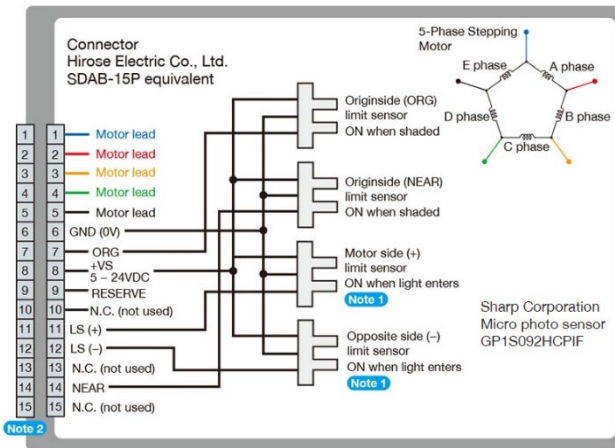 Connector
Hirose Electric Co., Ltd.
SDAB-15P equivalent
5-Phase Stepping
Motor
E phase
A phase
D phase
B phase
C phase
1 1 Motor lead
2 2 Motor lead
3 3 Motor lead
4 4 Motor lead
5 5 Motor lead
6 6 GND (0V)
7 7 ORG
8 8 +VS
5 – 24VDC
9 9 RESERVE
10 10 N.C. (not used)
11 11 LS (+)
12 12 LS (–)
13 13 N.C. (not used)
14 14 NEAR
15 15 N.C. (not used)
Note 2
Originside (ORG)
limit sensor
ON when shaded
Originside (NEAR)
limit sensor
ON when shaded
Motor side (+)
limit sensor
ON when light enters
Note 1
Opposite side (–)
limit sensor
ON when light enters
Note 1
Sharp Corporation
Micro photo sensor
GP1S092HCPIF